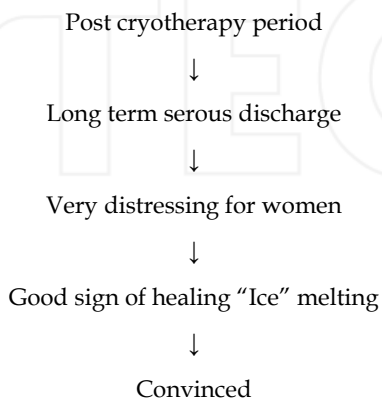 Post cryotherapy period
↓
Long term serous discharge
↓
Very distressing for women
↓
Good sign of healing “Ice” melting
↓
Convinced